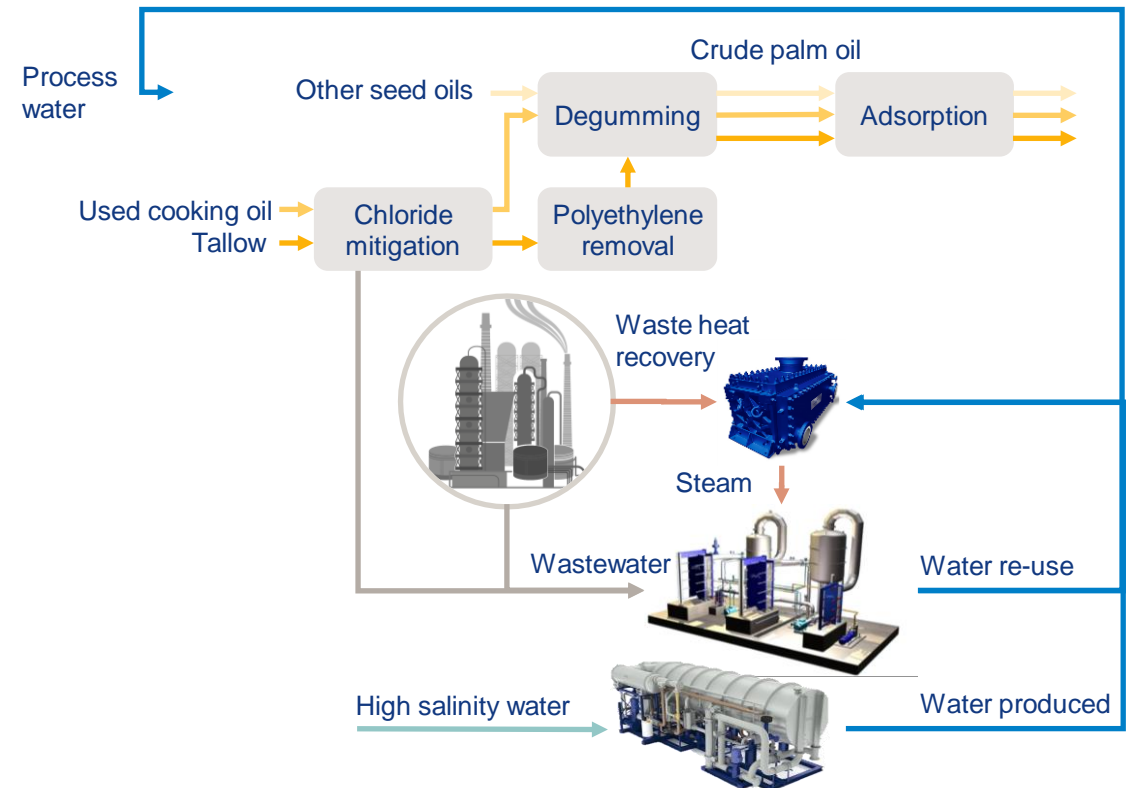 Crude palm oil
Process
water
Other seed oils
Degumming
Adsorption
Used cooking oil
Tallow
Chloride
mitigation
Polyethylene
removal
Waste heat
recovery
Steam
Wastewater
Water re-use
High salinity water
Water produced